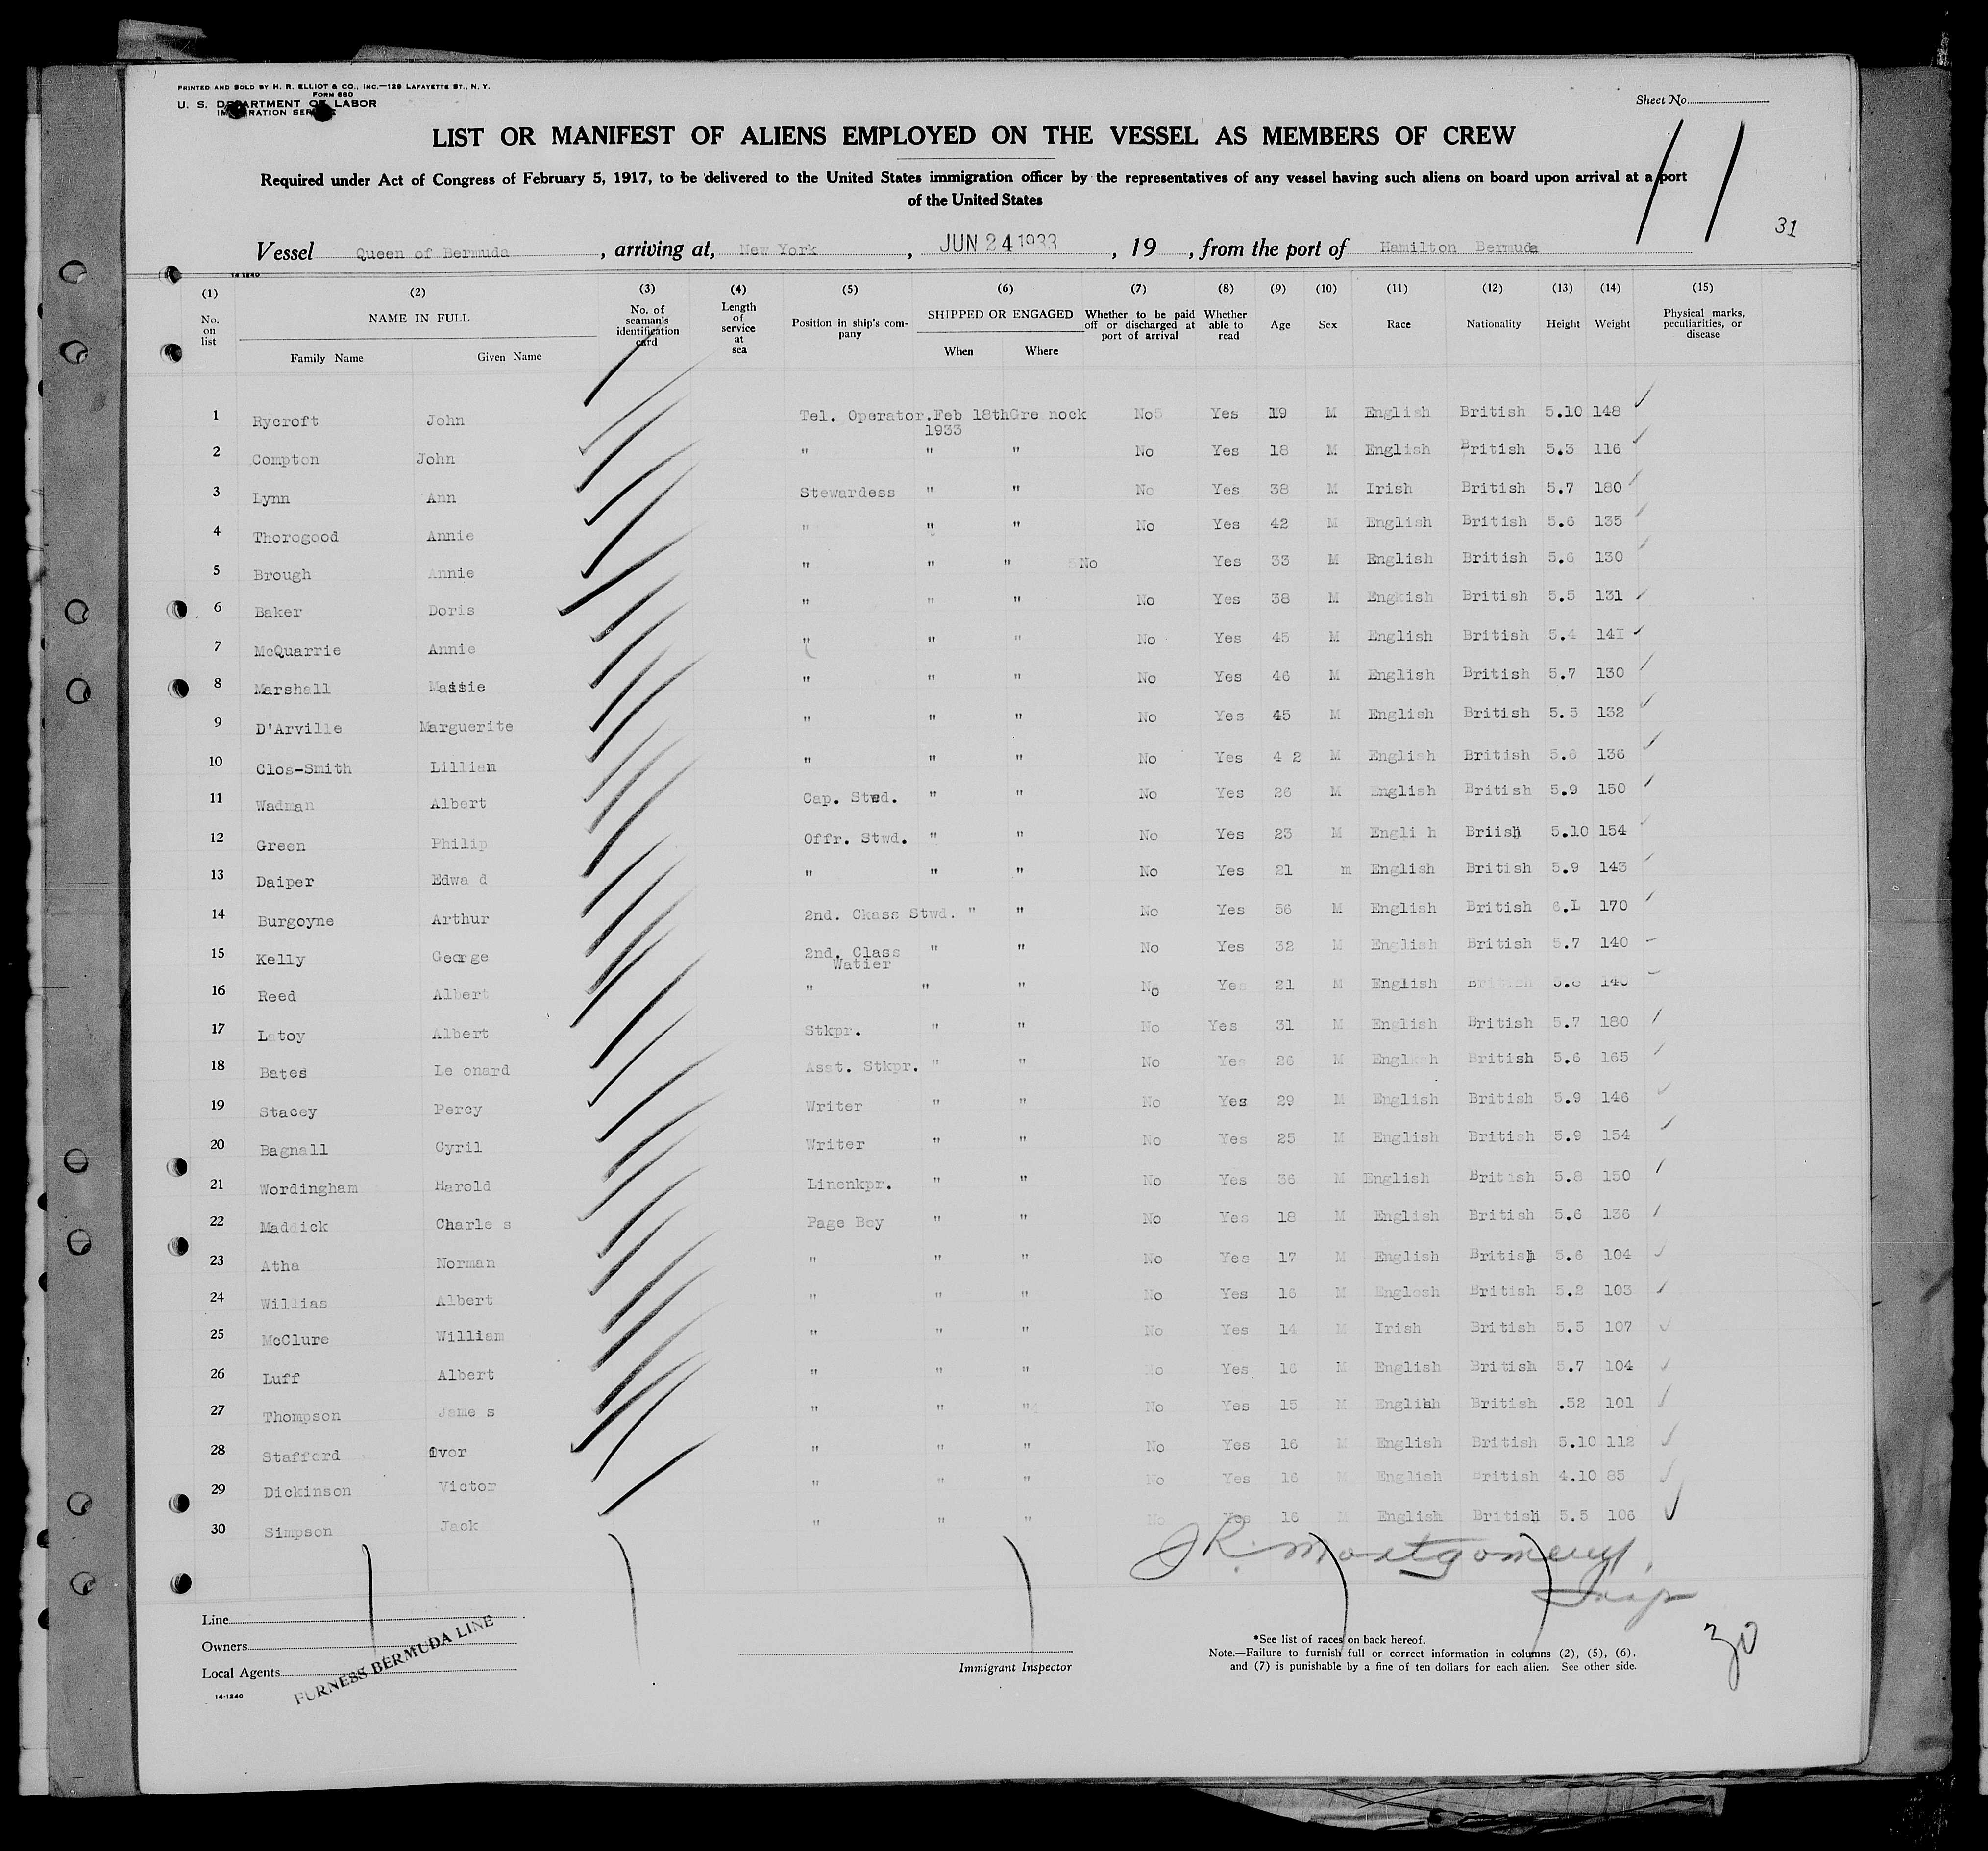 PRINTED AND SOLD BY H. R. ELLIOT & CO., INC.—129 LAFAYETTE ST., N. Y.
FORM 680
U. S. DEPARTMENT OF LABOR
IMMIGRATION SERVICE
Sheet No.
LIST OR MANIFEST OF ALIENS EMPLOYED ON THE VESSEL AS MEMBERS OF CREW
Required under Act of Congress of February 5, 1917, to be delivered to the United States immigration officer by the representatives of any vessel having such aliens on board upon arrival at a port
of the United States
11
31
Vessel Queen of Bermuda, arriving at, New York, JUN 24 1933, 19, from the port of Hamilton Bermuda
14-1240
(1) (2) (3) (4) (5) (6) (7) (8) (9) (10) (11) (12) (13) (14) (15)
No. on list NAME IN FULL Family Name Given Name No. of seaman's identification card Length of service at sea Position in ship's company SHIPPED OR ENGAGED When Where Whether to be paid off or discharged at port of arrival Whether able to read Age Sex Race Nationality Height Weight Physical marks, peculiarities, or disease
1 Rycroft John Tel. Operator. Feb 18th Gre nock No Yes 19 M English British 5.10 148
1933
2 Compton John " " " No Yes 18 M English British 5.3 116
3 Lynn Ann Stewardess " " No Yes 38 M Irish British 5.7 180
4 Thorogood Annie " " " No Yes 42 M English British 5.6 135
5 Brough Annie " " " No Yes 33 M English British 5.6 130
6 Baker Doris " " " No Yes 38 M Engkish British 5.5 131
7 McQuarrie Annie " " " No Yes 45 M English British 5.4 14I
8 Marshall Massie " " " No Yes 46 M English British 5.7 130
9 D'Arville Marguerite " " " No Yes 45 M English British 5.5 132
10 Clos-Smith Lillian " " " No Yes 4 2 M English British 5.6 136
11 Wadman Albert Cap. Stwd. " " No Yes 26 M English British 5.9 150
12 Green Philip Offr. Stwd. " " No Yes 23 M Engli h Briish 5.10 154
13 Daiper Edwa d " " " No Yes 21 m English British 5.9 143
14 Burgoyne Arthur 2nd. Ckass Stwd. " " No Yes 56 M English British 6.L 170
15 Kelly George 2nd. Class " " No Yes 32 M English British 5.7 140
Watier
16 Reed Albert " " " No Yes 21 M English British 5.8 140
17 Latoy Albert Stkpr. " " No Yes 31 M English British 5.7 180
18 Bates Le onard Asst. Stkpr. " " No Yes 26 M Englksh British 5.6 165
19 Stacey Percy Writer " " No Yes 29 M English British 5.9 146
20 Bagnall Cyril Writer " " No Yes 25 M English British 5.9 154
21 Wordingham Harold Linenkpr. " " No Yes 36 M English British 5.8 150
22 Maddick Charle s Page Boy " " No Yes 18 M English British 5.6 136
23 Atha Norman " " " No Yes 17 M English British 5.6 104
24 Willias Albert " " " No Yes 16 M Englosh British 5.2 103
25 McClure William " " " No Yes 14 M Irish British 5.5 107
26 Luff Albert " " " No Yes 16 M English British 5.7 104
27 Thompson Jame s " " " No Yes 15 M Englihh British .52 101
28 Stafford Ivor " " " No Yes 16 M English British 5.10 112
29 Dickinson Victor " " " No Yes 16 M English British 4.10 85
30 Simpson Jack " " " No Yes 16 M English British 5.5 106
JR. Montgomery,
Insp
30
Line
Owners
Local Agents
FURNESS BERMUDA LINE
14-1240
Immigrant Inspector
*See list of races on back hereof.
Note.—Failure to furnish full or correct information in columns (2), (5), (6),
and (7) is punishable by a fine of ten dollars for each alien. See other side.